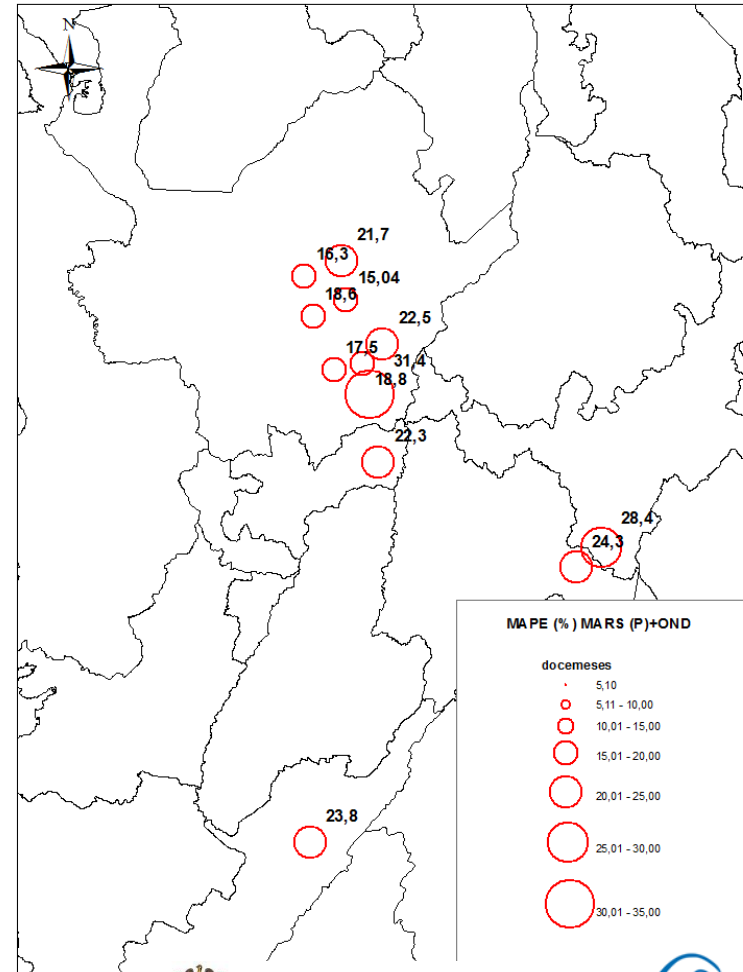 N
21,7
16,3
15,04
18,6
22,5
17,5
31,4
18,8
22,3
28,4
24,3
MAPE (%) MARS (P)+OND
docemeses
5,10
5,11 - 10,00
10,01 - 15,00
15,01 - 20,00
20,01 - 25,00
25,01 - 30,00
30,01 - 35,00
23,8